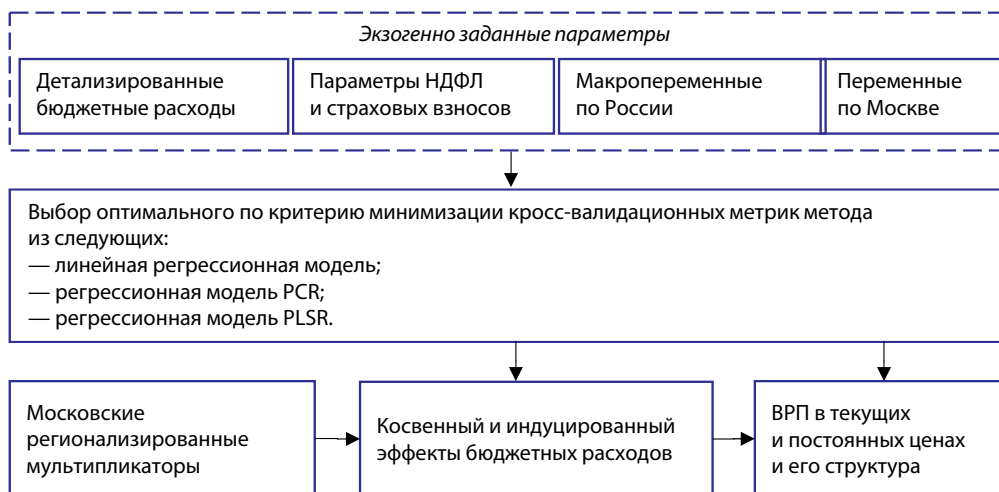 Экзогенно заданные параметры
Детализированные
бюджетные расходы
Параметры НДФЛ
и страховых взносов
Макропеременные
по России
Переменные
по Москве
Выбор оптимального по критерию минимизации кросс-валидационных метрик метода
из следующих:
— линейная регрессионная модель;
— регрессионная модель PCR;
— регрессионная модель PLSR.
Московские
регионализированные
мультипликаторы
Косвенный и индуцированный
эффекты бюджетных расходов
ВРП в текущих
и постоянных ценах
и его структура